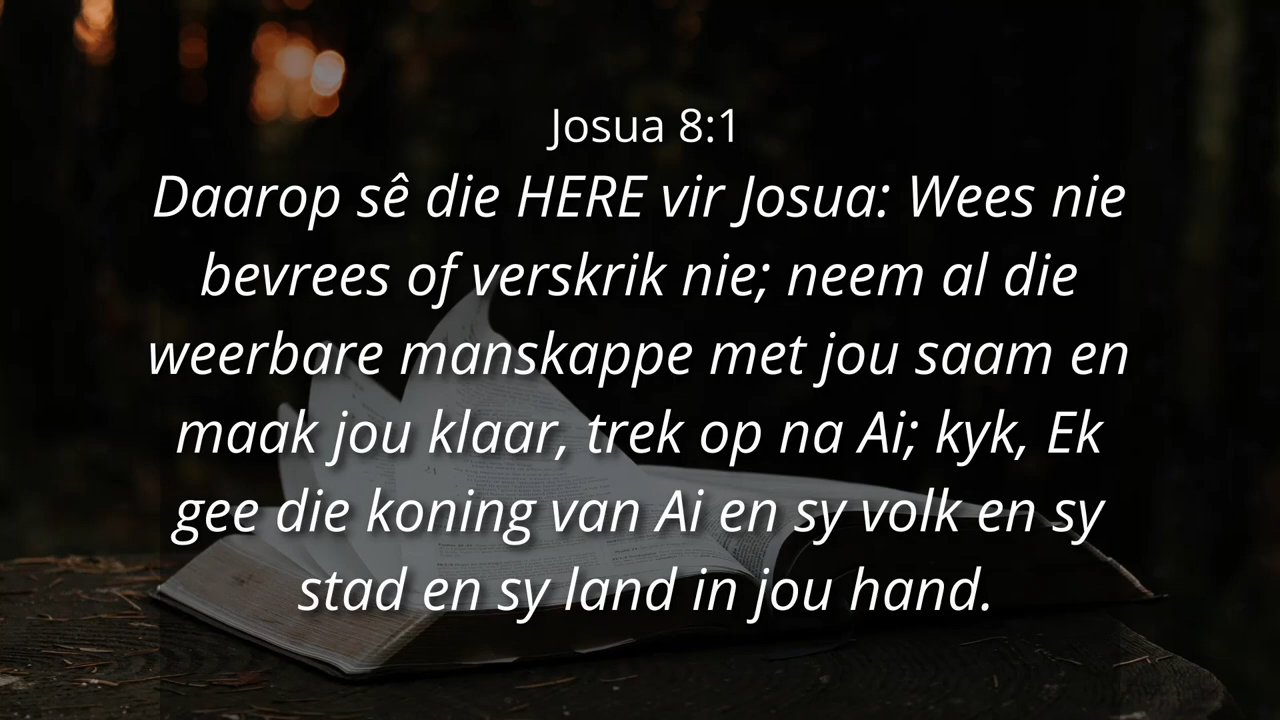 Josua 8:1
Daarop sê die HERE vir Josua: Wees nie
bevrees of verskrik nie; neem al die
weerbare manskappe met jou saam en
maak jou klaar, trek op na Ai; kyk, Ek
gee die koning van Ai en sy volk en sy
stad en sy land in jou hand.